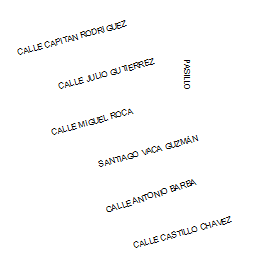 CALLE CAPITAN RODRIGUEZ
CALLE JULIO GUTIERREZ
PASILLO
CALLE MIGUEL ROCA
SANTIAGO VACA GUZMÁN
CALLE ANTONIO BARBA
CALLE CASTILLO CHAVEZ